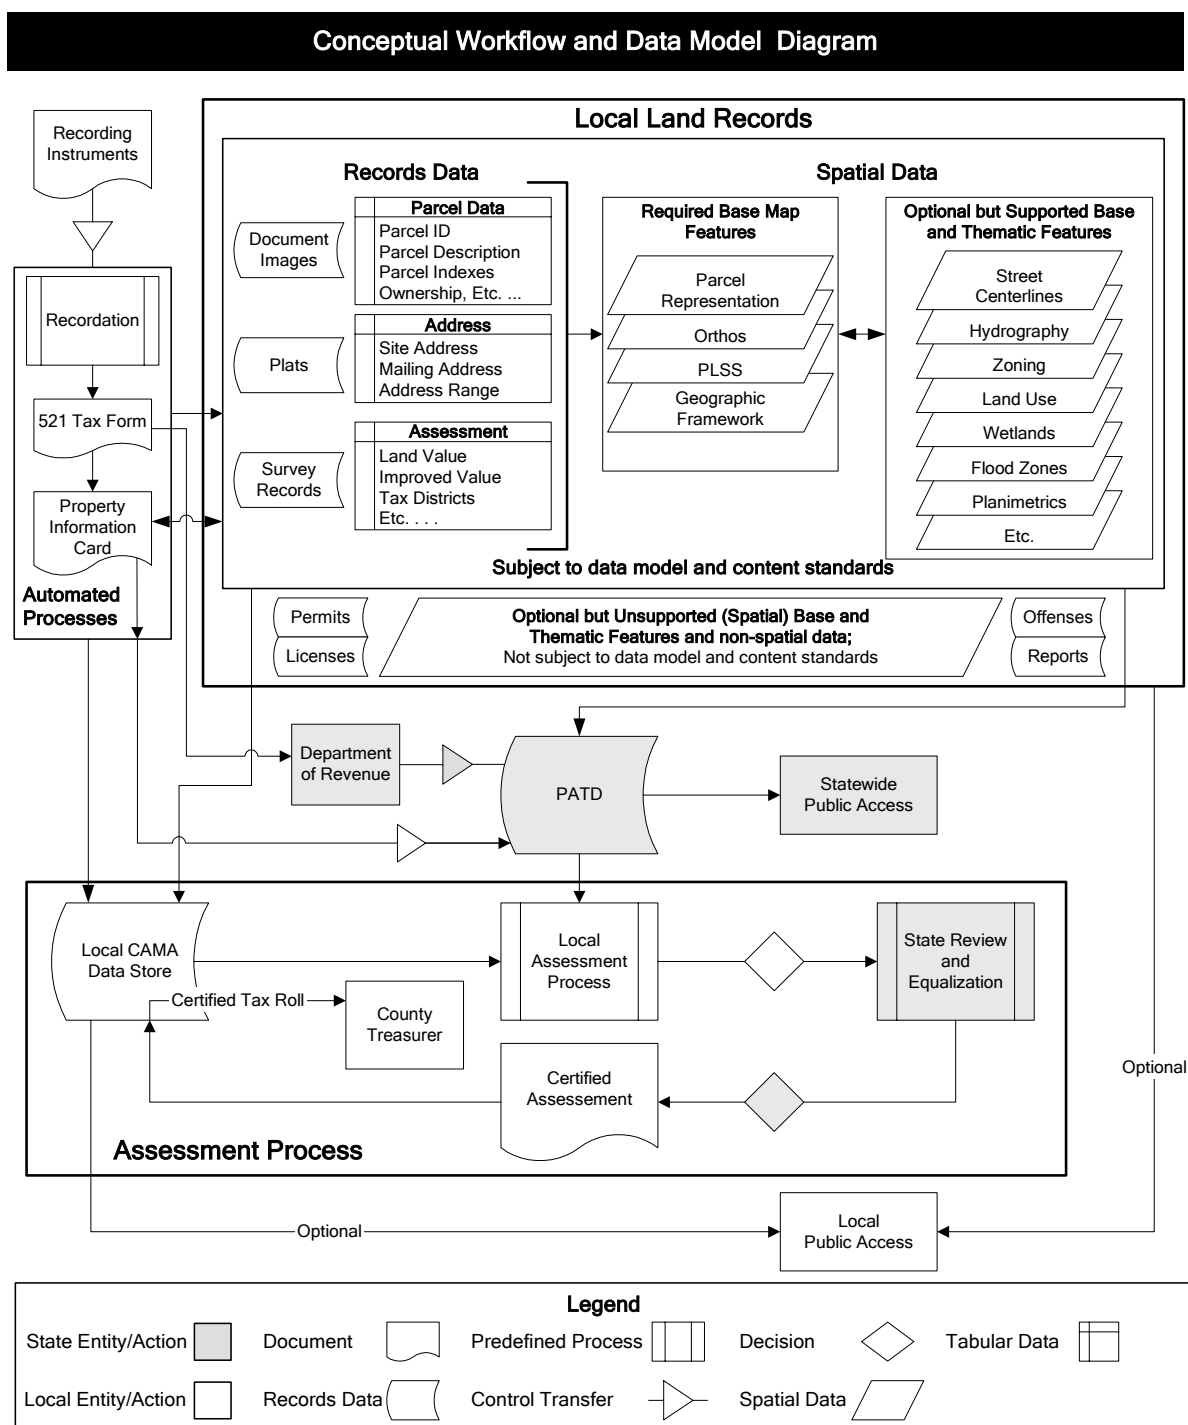 Conceptual Workflow and Data Model  Diagram
Recording
Instruments
Recordation
521 Tax Form
Property
Information
Card
Automated
Processes
Local Land Records
Records Data
Document
Images
Plats
Survey
Records
Parcel Data
Parcel ID
Parcel Description
Parcel Indexes
Ownership, Etc. ...
Address
Site Address
Mailing Address
Address Range
Assessment
Land Value
Improved Value
Tax Districts
Etc. . . .
Spatial Data
Required Base Map
Features
Parcel
Representation
Orthos
PLSS
Geographic
Framework
Optional but Supported Base
and Thematic Features
Street
Centerlines
Hydrography
Zoning
Land Use
Wetlands
Flood Zones
Planimetrics
Etc.
Subject to data model and content standards
Permits
Licenses
Optional but Unsupported (Spatial) Base and
Thematic Features and non-spatial data;
Not subject to data model and content standards
Offenses
Reports
Department
of Revenue
PATD
Statewide
Public Access
Local CAMA
Data Store
Certified Tax Roll
County
Treasurer
Local
Assessment
Process
State Review
and
Equalization
Certified
Assessement
Assessment Process
Optional
Optional
Local
Public Access
Legend
State Entity/Action
Document
Predefined Process
Decision
Tabular Data
Local Entity/Action
Records Data
Control Transfer
Spatial Data